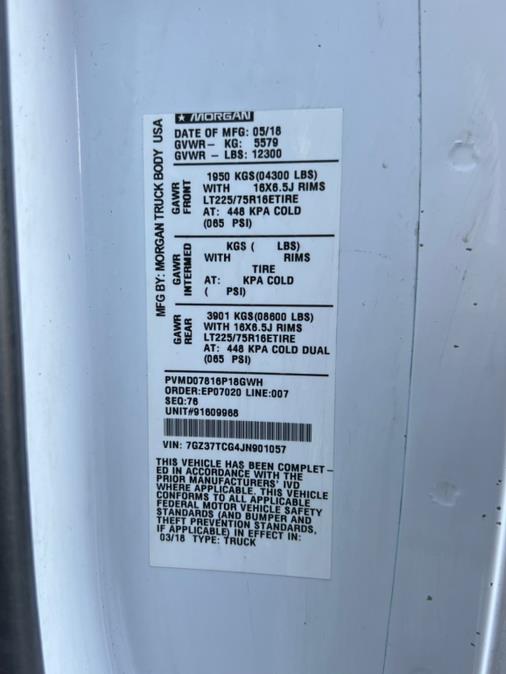 ★ MORGAN
DATE OF MFG: 05/18
GVWR- KG: 5579
GVWR- LBS: 12300
MFG BY: MORGAN TRUCK BODY USA
GAWR FRONT
1950 KGS(04300 LBS)
WITH 16X6.5J RIMS
LT225/75R16ETIRE
AT: 448 KPA COLD
(065 PSI)
GAWR INTERMED
KGS ( LBS)
WITH RIMS
TIRE
AT: KPA COLD
( PSI)
GAWR REAR
3901 KGS(08600 LBS)
WITH 16X6.5J RIMS
LT225/75R16ETIRE
AT: 448 KPA COLD DUAL
(065 PSI)
PVMD07816P18GWH
ORDER:EP07020 LINE:007
SEQ:76
UNIT#91609968
VIN: 7GZ37TCG4JN901057
THIS VEHICLE HAS BEEN COMPLET-
ED IN ACCORDANCE WITH THE
PRIOR MANUFACTURERS' IVD
WHERE APPLICABLE. THIS VEHICLE
CONFORMS TO ALL APPLICABLE
FEDERAL MOTOR VEHICLE SAFETY
STANDARDS (AND BUMPER AND
THEFT PREVENTION STANDARDS,
IF APPLICABLE) IN EFFECT IN:
03/18 TYPE: TRUCK